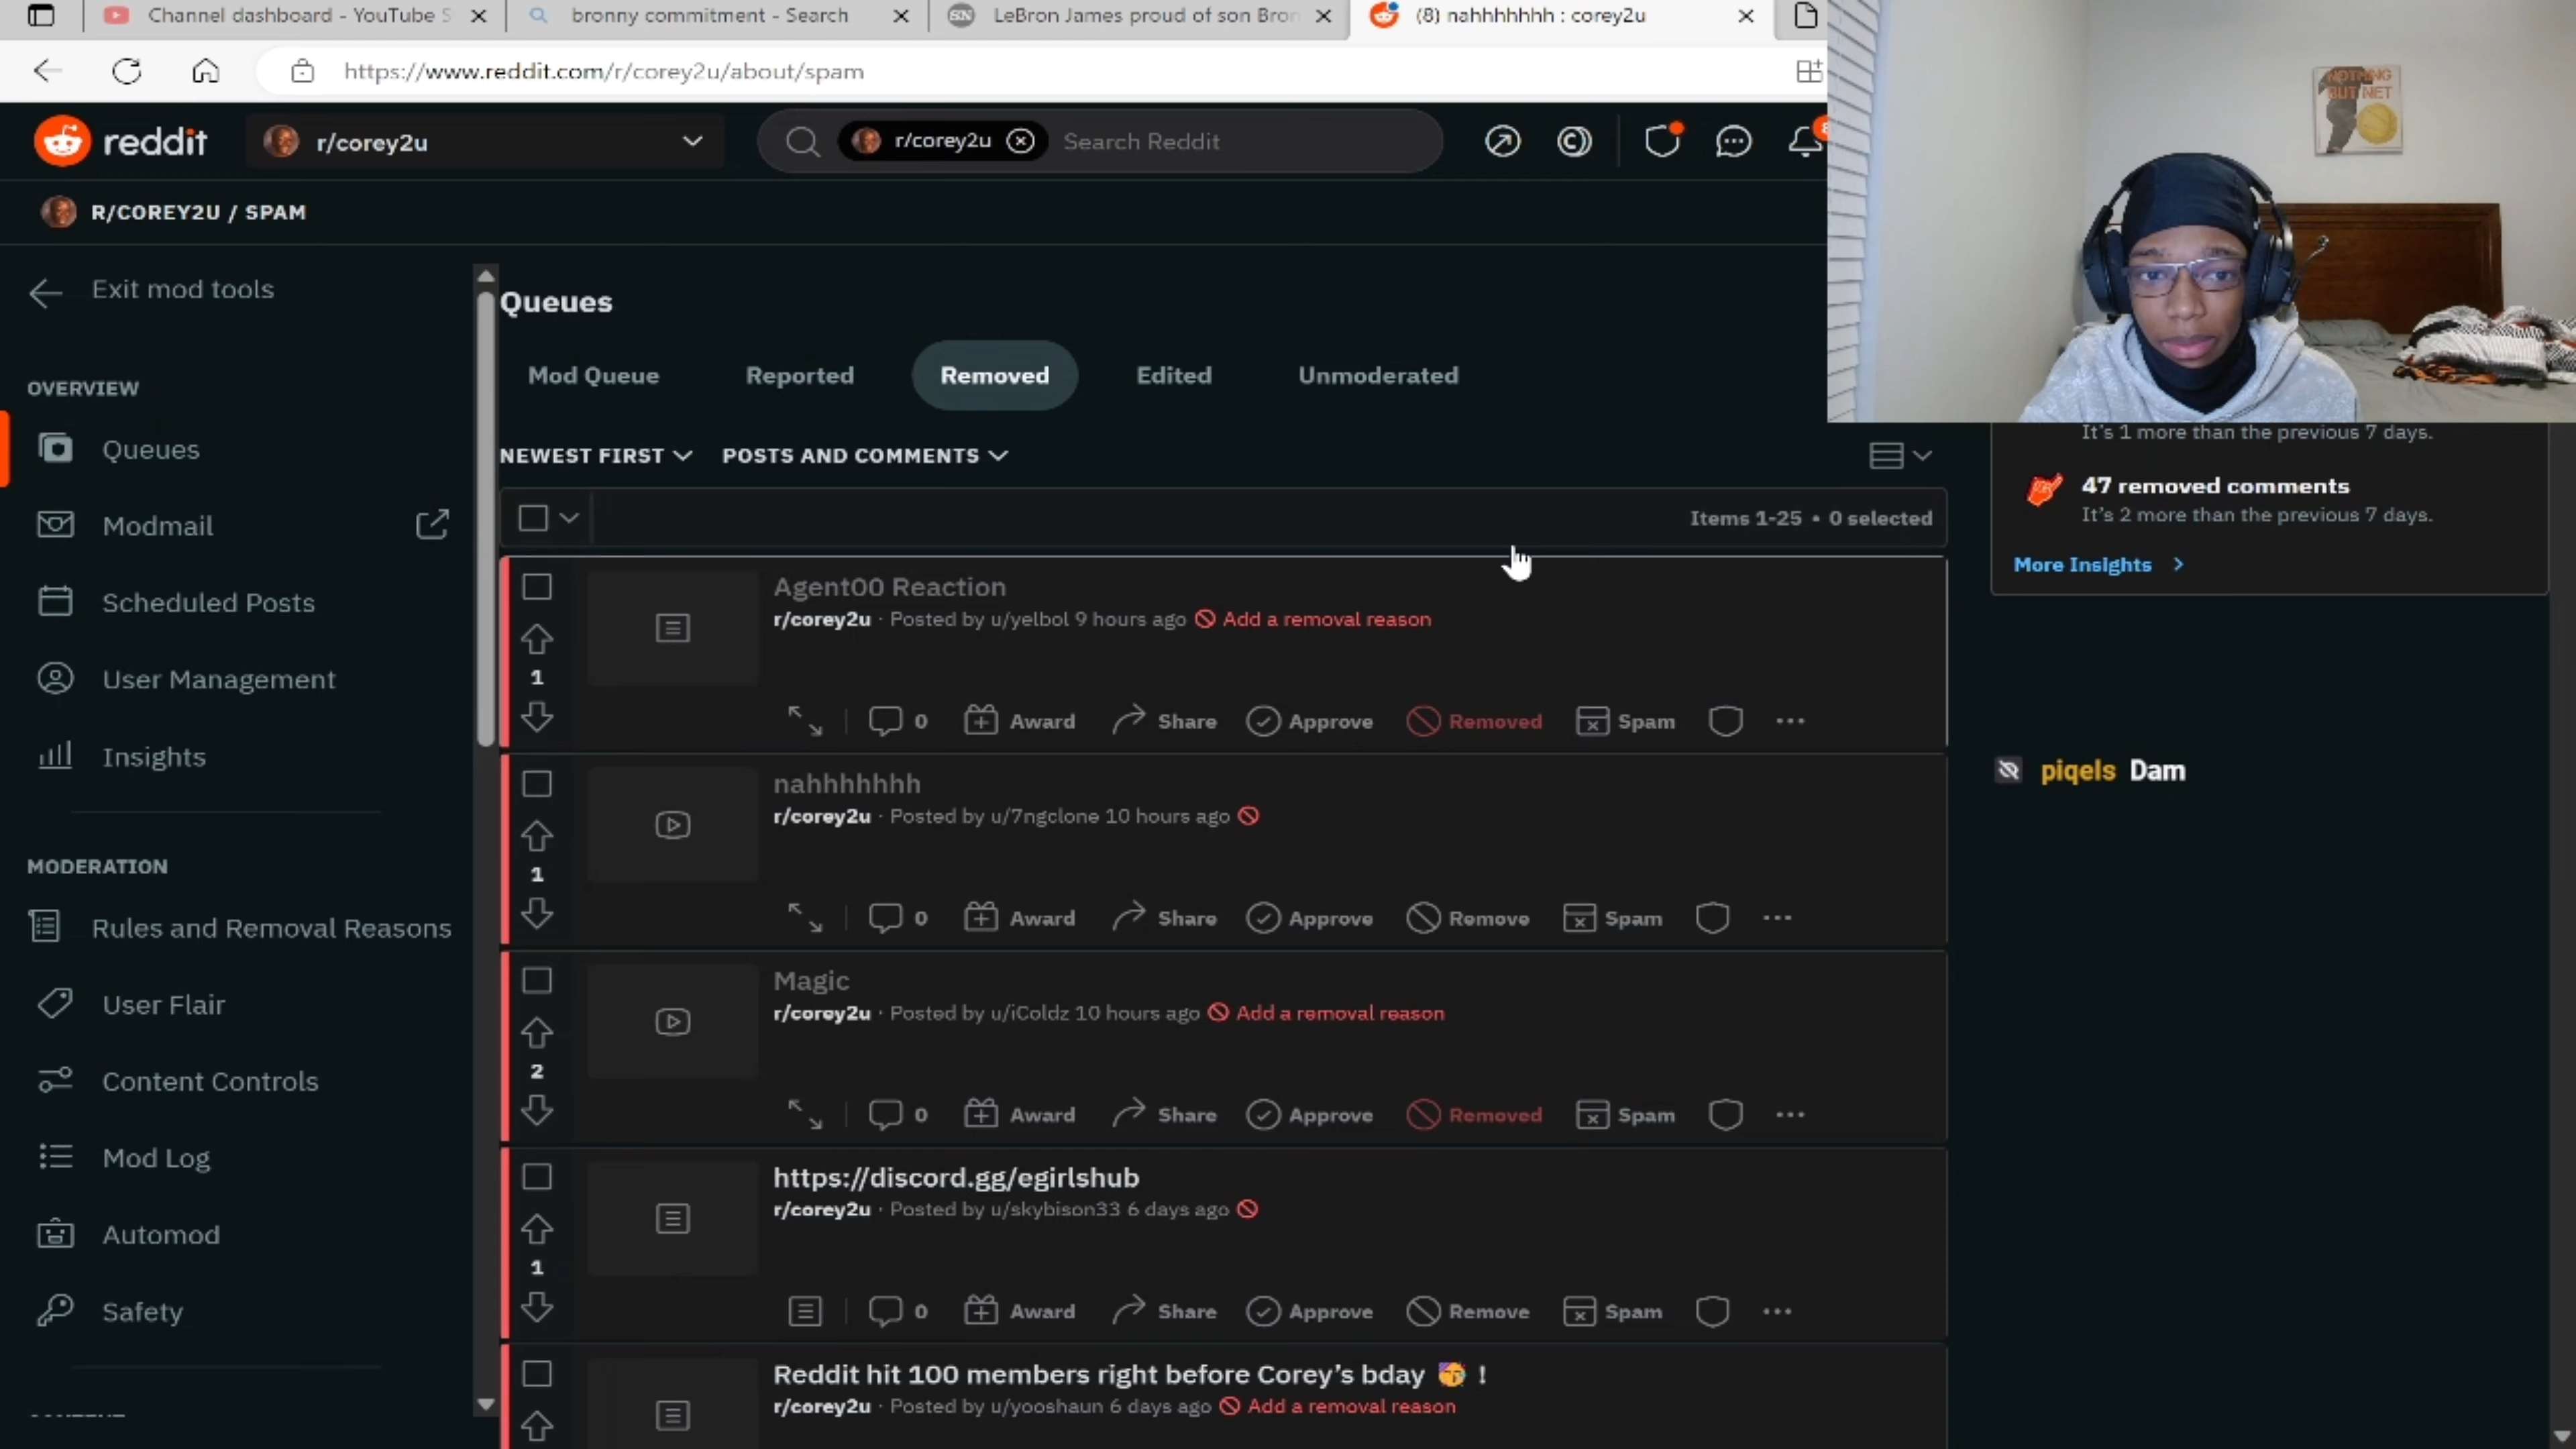 Channel dashboard - YouTube S
bronny commitment - Search
LeBron James proud of son Bron
(8) nahhhhhhh : corey2u
https://www.reddit.com/r/corey2u/about/spam
reddit
r/corey2u
r/corey2u
Search Reddit
R/COREY2U / SPAM
NOTHING
BUT NET
Exit mod tools
OVERVIEW
Queues
Modmail
Scheduled Posts
User Management
Insights
MODERATION
Rules and Removal Reasons
User Flair
Content Controls
Mod Log
Automod
Safety
Queues
Mod Queue
Reported
Removed
Edited
Unmoderated
NEWEST FIRST
POSTS AND COMMENTS
Items 1-25 • 0 selected
Agent00 Reaction
r/corey2u · Posted by u/yelbol 9 hours ago Add a removal reason
1
0 Award Share Approve Removed Spam
nahhhhhhh
r/corey2u · Posted by u/7ngclone 10 hours ago
1
0 Award Share Approve Remove Spam
Magic
r/corey2u · Posted by u/iColdz 10 hours ago Add a removal reason
2
0 Award Share Approve Removed Spam
https://discord.gg/egirlshub
r/corey2u · Posted by u/skybison33 6 days ago
1
0 Award Share Approve Remove Spam
Reddit hit 100 members right before Corey's bday 🥳 !
r/corey2u · Posted by u/yooshaun 6 days ago Add a removal reason
It's 1 more than the previous 7 days.
47 removed comments
It's 2 more than the previous 7 days.
More Insights
piqels Dam